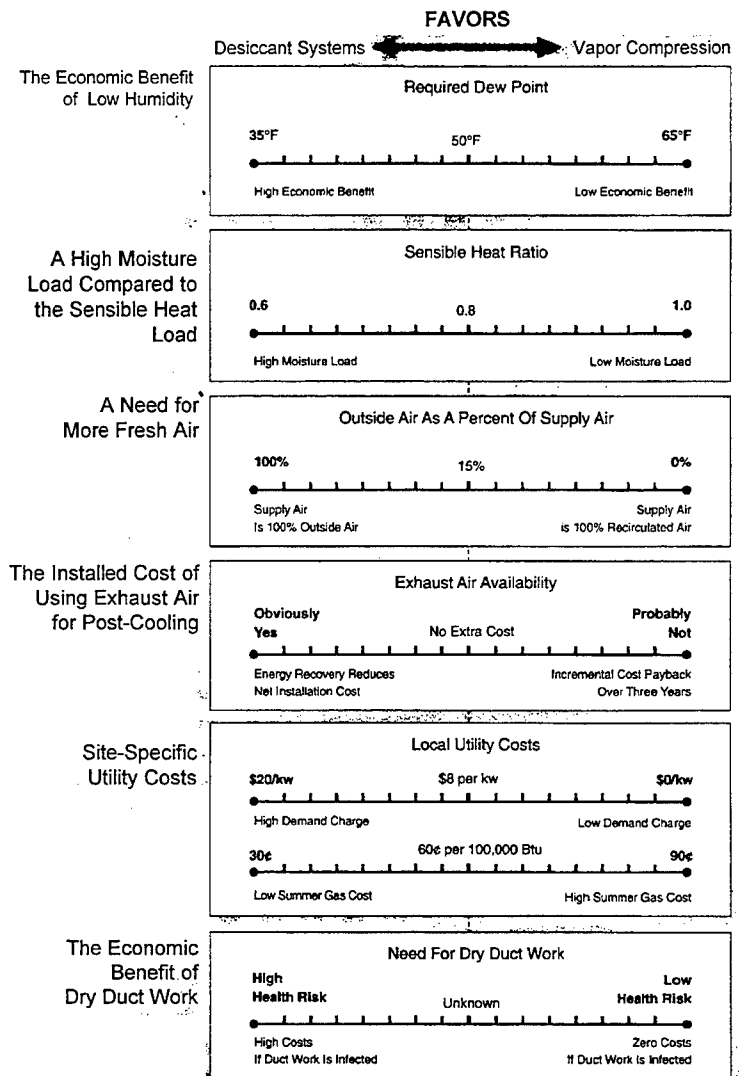 FAVORS
Desiccant Systems Vapor Compression
The Economic Benefit
of Low Humidity
Required Dew Point
35°F 50°F 65°F
High Economic Benefit Low Economic Benefit
A High Moisture
Load Compared to
the Sensible Heat
Load
Sensible Heat Ratio
0.6 0.8 1.0
High Moisture Load Low Moisture Load
A Need for
More Fresh Air
Outside Air As A Percent Of Supply Air
100% 15% 0%
Supply Air Supply Air
Is 100% Outside Air is 100% Recirculated Air
The Installed Cost of
Using Exhaust Air
for Post-Cooling
Exhaust Air Availability
Obviously Probably
Yes No Extra Cost Not
Energy Recovery Reduces Incremental Cost Payback
Net Installation Cost Over Three Years
Site-Specific
Utility Costs
Local Utility Costs
$20/kw $8 per kw $0/kw
High Demand Charge Low Demand Charge
30¢ 60¢ per 100,000 Btu 90¢
Low Summer Gas Cost High Summer Gas Cost
The Economic
Benefit of
Dry Duct Work
Need For Dry Duct Work
High Low
Health Risk Unknown Health Risk
High Costs Zero Costs
If Duct Work Is Infected If Duct Work Is Infected